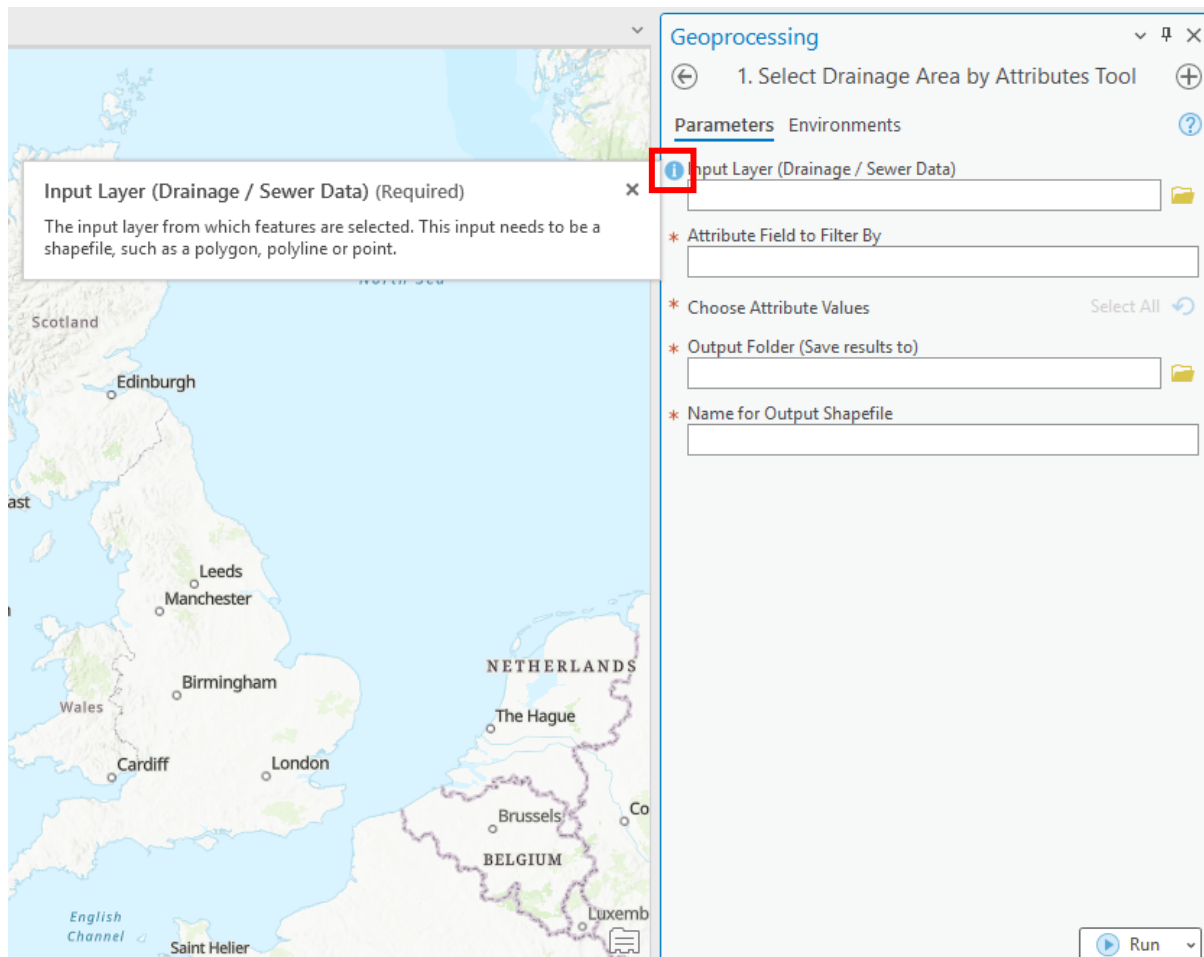 Geoprocessing
1. Select Drainage Area by Attributes Tool
Parameters Environments
Input Layer (Drainage / Sewer Data)
Input Layer (Drainage / Sewer Data) (Required)
The input layer from which features are selected. This input needs to be a
shapefile, such as a polygon, polyline or point.
* Attribute Field to Filter By
* Choose Attribute Values Select All
* Output Folder (Save results to)
* Name for Output Shapefile
Scotland
Edinburgh
ast
Leeds
Manchester
NETHERLANDS
Birmingham
Wales
The Hague
Cardiff
London
Brussels
Co
BELGIUM
English
Channel
Luxemb
Saint Helier
Run